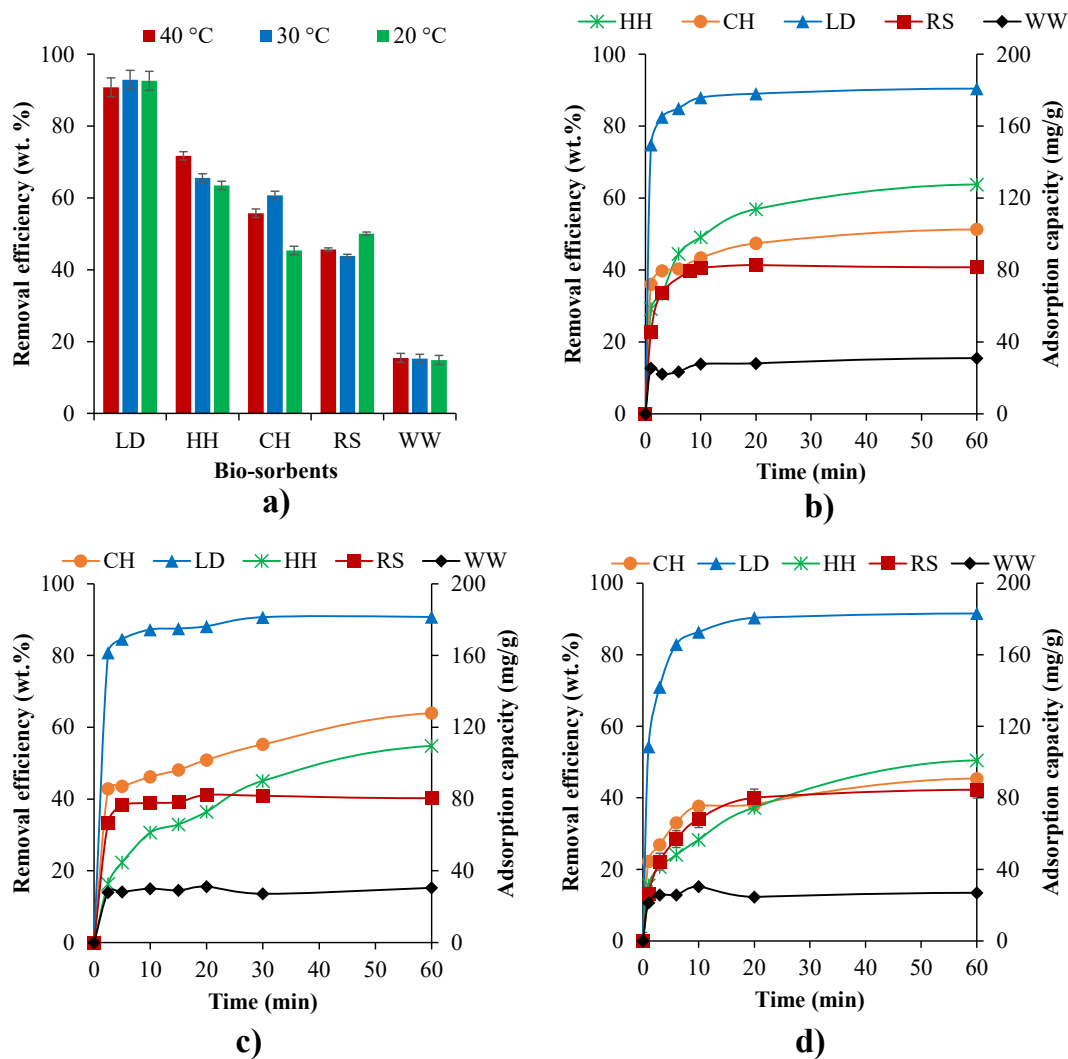 40 °C 30 °C 20 °C
Removal efficiency (wt. %)
100
80
60
40
20
0
LD HH CH RS WW
Bio-sorbents
a)
HH CH LD RS WW
Removal efficiency (wt.%)
100
80
60
40
20
0
200
160
120
80
40
0
Adsorption capacity (mg/g)
0 10 20 30 40 50 60
Time (min)
b)
CH LD HH RS WW
Removal efficiency (wt.%)
100
80
60
40
20
0
200
160
120
80
40
0
Adsorption capacity (mg/g)
0 10 20 30 40 50 60
Time (min)
c)
CH LD HH RS WW
Removal efficiency (wt.%)
100
80
60
40
20
0
200
160
120
80
40
0
Adsorption capacity (mg/g)
0 10 20 30 40 50 60
Time (min)
d)